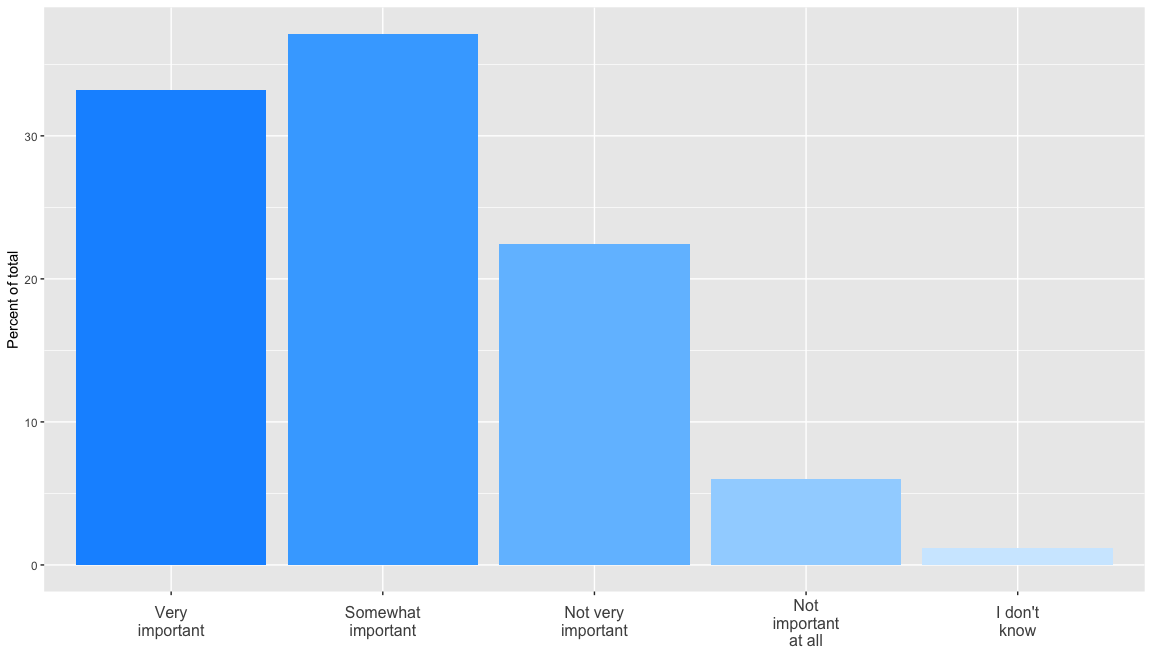 Percent of total
30
20
10
0
Very
important
Somewhat
important
Not very
important
Not
important
at all
I don't
know